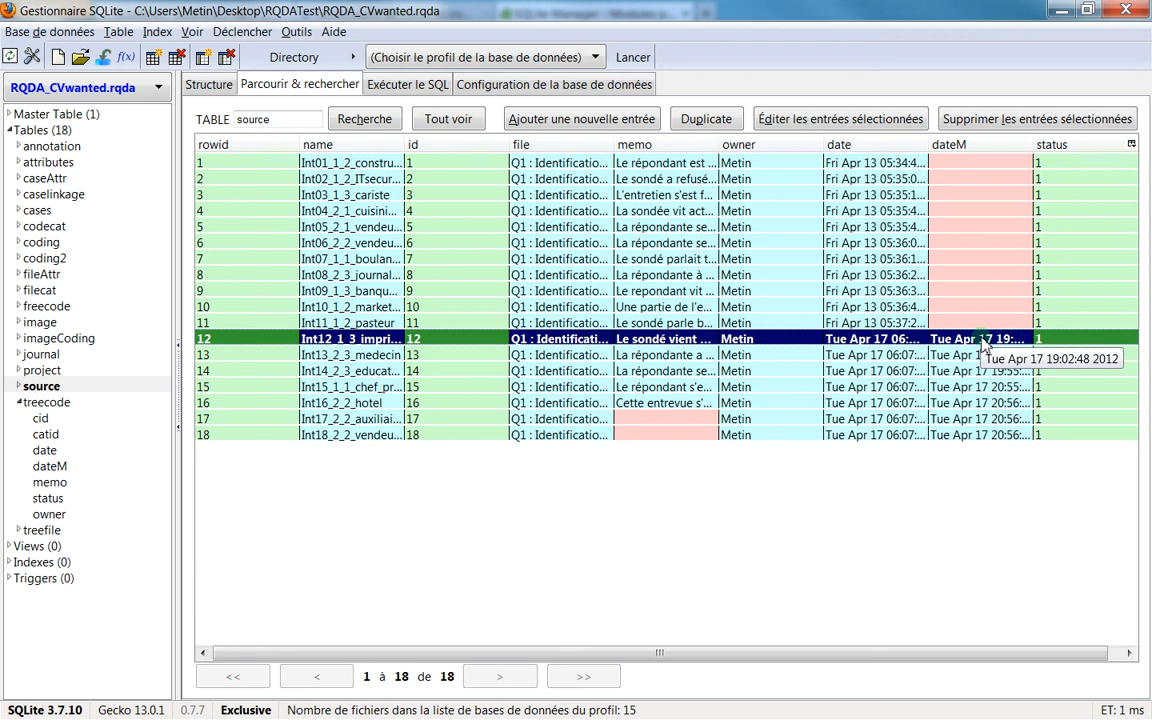 Gestionnaire SQLite - C:\Users\Metin\Desktop\RQDATest\RQDA_CVwanted.rqda
Base de données Table Index Voir Déclencher Outils Aide
f(x) Directory (Choisir le profil de la base de données) Lancer
RQDA_CVwanted.rqda
Structure Parcourir & rechercher Exécuter le SQL Configuration de la base de données
Master Table (1)
Tables (18)
annotation
attributes
caseAttr
caselinkage
cases
codecat
coding
coding2
fileAttr
filecat
freecode
image
imageCoding
journal
project
source
treecode
cid
catid
date
dateM
memo
status
owner
treefile
Views (0)
Indexes (0)
Triggers (0)
TABLE source Recherche Tout voir Ajouter une nouvelle entrée Duplicate Éditer les entrées sélectionnées Supprimer les entrées sélectionnées
rowid name id file memo owner date dateM status
1 Int01_1_2_constru... 1 Q1 : Identificatio... Le répondant est ... Metin Fri Apr 13 05:34:4... 1
2 Int02_1_2_ITsecur... 2 Q1 : Identificatio... Le sondé a refusé... Metin Fri Apr 13 05:35:0... 1
3 Int03_1_3_cariste 3 Q1 : Identificatio... L'entretien s'est f... Metin Fri Apr 13 05:35:1... 1
4 Int04_2_1_cuisini... 4 Q1 : Identificatio... La sondée vit act... Metin Fri Apr 13 05:35:4... 1
5 Int05_2_1_vendeu... 5 Q1 : Identificatio... La répondante se... Metin Fri Apr 13 05:35:4... 1
6 Int06_2_2_vendeu... 6 Q1 : Identificatio... La répondante se... Metin Fri Apr 13 05:36:0... 1
7 Int07_1_1_boulan... 7 Q1 : Identificatio... Le sondé parlait t... Metin Fri Apr 13 05:36:1... 1
8 Int08_2_3_journal... 8 Q1 : Identificatio... La répondante à ... Metin Fri Apr 13 05:36:2... 1
9 Int09_1_3_banqu... 9 Q1 : Identificatio... Le repondant vit ... Metin Fri Apr 13 05:36:3... 1
10 Int10_1_2_market... 10 Q1 : Identificatio... Une partie de l'e... Metin Fri Apr 13 05:36:4... 1
11 Int11_1_2_pasteur 11 Q1 : Identificatio... Le sondé parle b... Metin Fri Apr 13 05:37:2... 1
12 Int12_1_3_impri... 12 Q1 : Identificati... Le sondé vient ... Metin Tue Apr 17 06:... Tue Apr 17 19:... 1
13 Int13_2_3_medecin 13 Q1 : Identificatio... La répondante a ... Metin Tue Apr 17 06:07:... Tue Apr 1
Tue Apr 17 19:02:48 2012
14 Int14_2_3_educat... 14 Q1 : Identificatio... La répondante se... Metin Tue Apr 17 06:07:... Tue Apr 17 19:55:... 1
15 Int15_1_1_chef_pr... 15 Q1 : Identificatio... Le répondant s'e... Metin Tue Apr 17 06:07:... Tue Apr 17 20:55:... 1
16 Int16_2_2_hotel 16 Q1 : Identificatio... Cette entrevue s'... Metin Tue Apr 17 06:07:... Tue Apr 17 20:56:... 1
17 Int17_2_2_auxiliai... 17 Q1 : Identificatio... Metin Tue Apr 17 06:07:... Tue Apr 17 20:56:... 1
18 Int18_2_2_vendeu... 18 Q1 : Identificatio... Metin Tue Apr 17 06:07:... Tue Apr 17 20:56:... 1
<< < 1 à 18 de 18 > >>
SQLite 3.7.10 Gecko 13.0.1 0.7.7 Exclusive Nombre de fichiers dans la liste de bases de données du profil: 15 ET: 1 ms